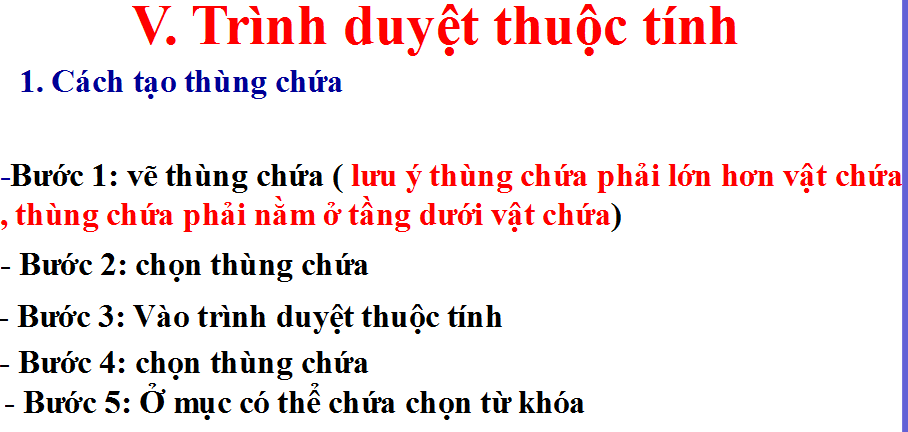 V. Trình duyệt thuộc tính
1. Cách tạo thùng chứa
-Bước 1: vẽ thùng chứa ( lưu ý thùng chứa phải lớn hơn vật chứa
, thùng chứa phải nằm ở tầng dưới vật chứa)
- Bước 2: chọn thùng chứa
- Bước 3: Vào trình duyệt thuộc tính
- Bước 4: chọn thùng chứa
- Bước 5: Ở mục có thể chứa chọn từ khóa